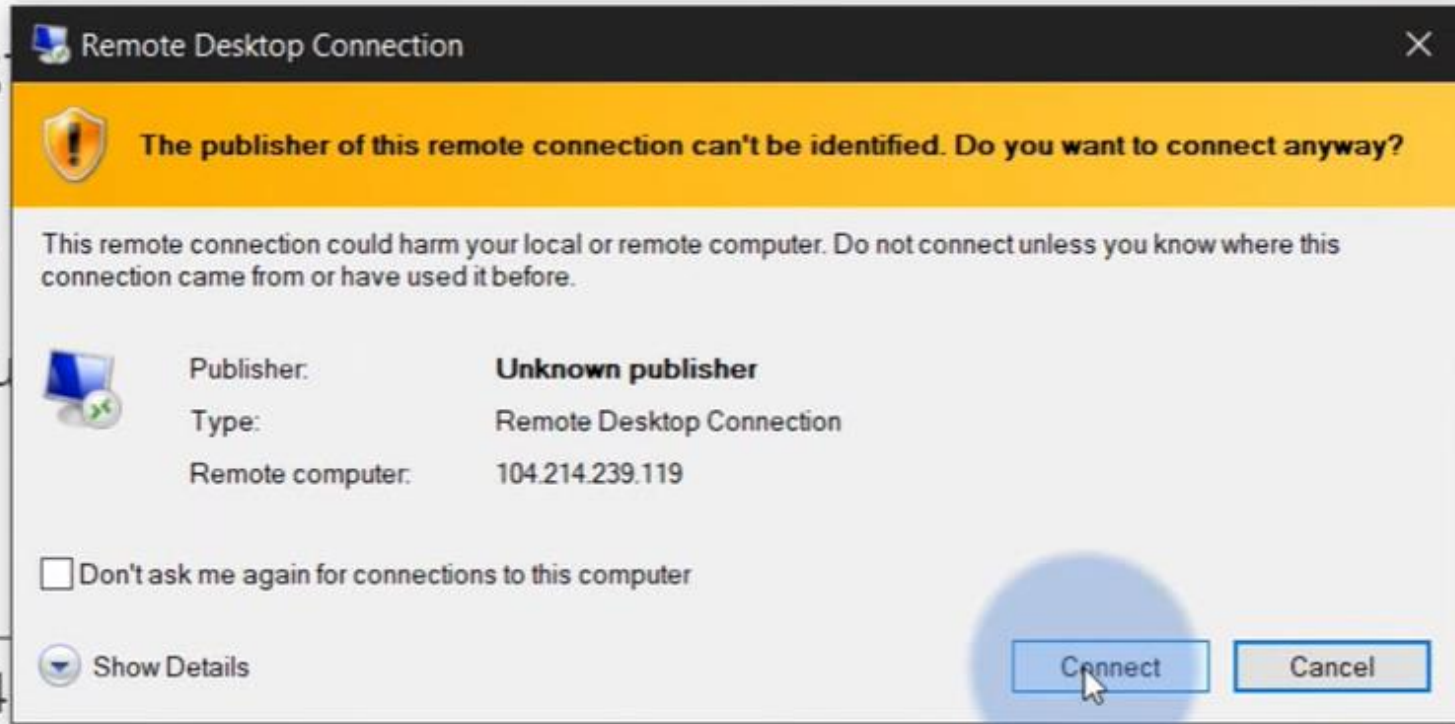 Remote Desktop Connection
The publisher of this remote connection can't be identified. Do you want to connect anyway?
This remote connection could harm your local or remote computer. Do not connect unless you know where this
connection came from or have used it before.
Publisher: Unknown publisher
Type: Remote Desktop Connection
Remote computer: 104.214.239.119
Don't ask me again for connections to this computer
Show Details Connect Cancel